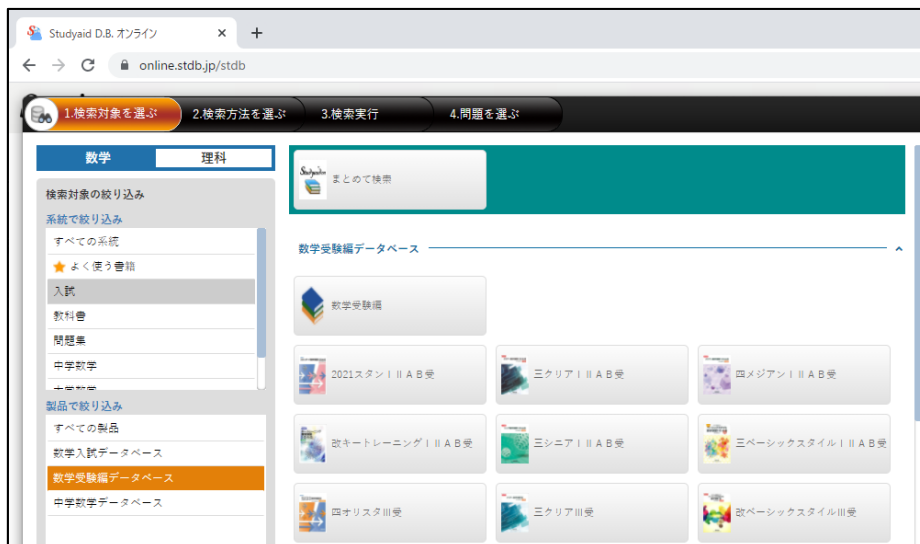 Studyaid D.B. オンライン
online.stdb.jp/stdb
1.検索対象を選ぶ
2.検索方法を選ぶ
3.検索実行
4.問題を選ぶ
数学
理科
検索対象の絞り込み
系統で絞り込み
すべての系統
よく使う書籍
入試
教科書
問題集
中学数学
製品で絞り込み
すべての製品
数学入試データベース
数学受験編データベース
中学数学データベース
まとめて検索
数学受験編データベース
数学受験編
2021スタンⅠⅡAB受
三クリアⅠⅡAB受
四メジアンⅠⅡAB受
改キートレーニングⅠⅡAB受
三シニアⅠⅡAB受
三ベーシックスタイルⅠⅡAB受
四オリスタⅢ受
三クリアⅢ受
改ベーシックスタイルⅢ受